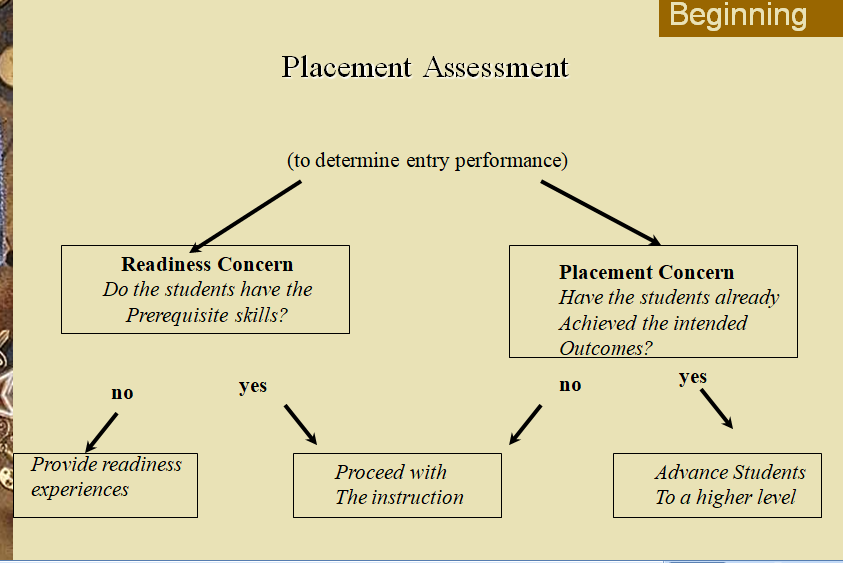 Beginning
Placement Assessment
(to determine entry performance)
Readiness Concern
Do the students have the
Prerequisite skills?
Placement Concern
Have the students already
Achieved the intended
Outcomes?
no
yes
no
yes
Provide readiness
experiences
Proceed with
The instruction
Advance Students
To a higher level